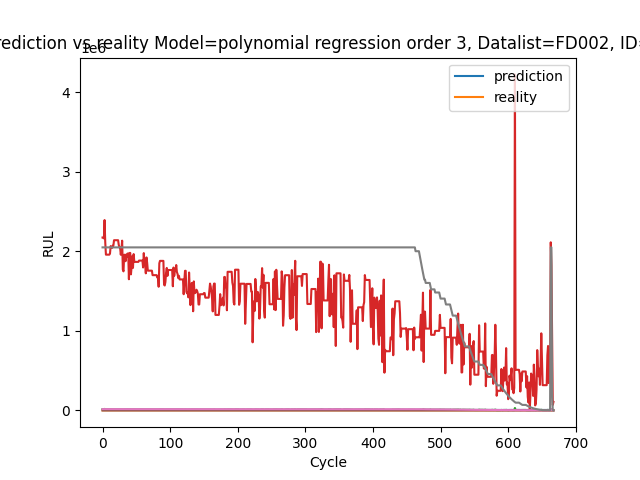 rediction vs reality Model=polynomial regression order 3, Datalist=FD002, ID=
1e6
prediction
reality
4
3
2
1
0
RUL
0 100 200 300 400 500 600 700
Cycle